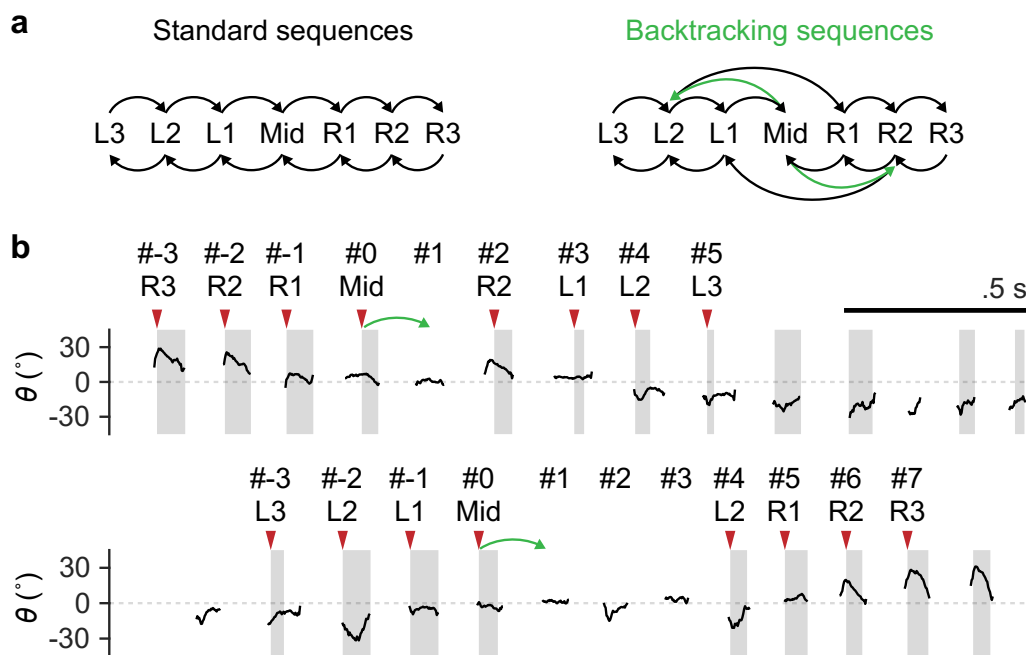 a
Standard sequences
Backtracking sequences
L3 L2 L1 Mid R1 R2 R3
L3 L2 L1 Mid R1 R2 R3
b
#-3 #-2 #-1 #0 #1 #2 #3 #4 #5
R3 R2 R1 Mid R2 L1 L2 L3
.5 s
θ (°)
30
0
-30
#-3 #-2 #-1 #0 #1 #2 #3 #4 #5 #6 #7
L3 L2 L1 Mid L2 R1 R2 R3
θ (°)
30
0
-30